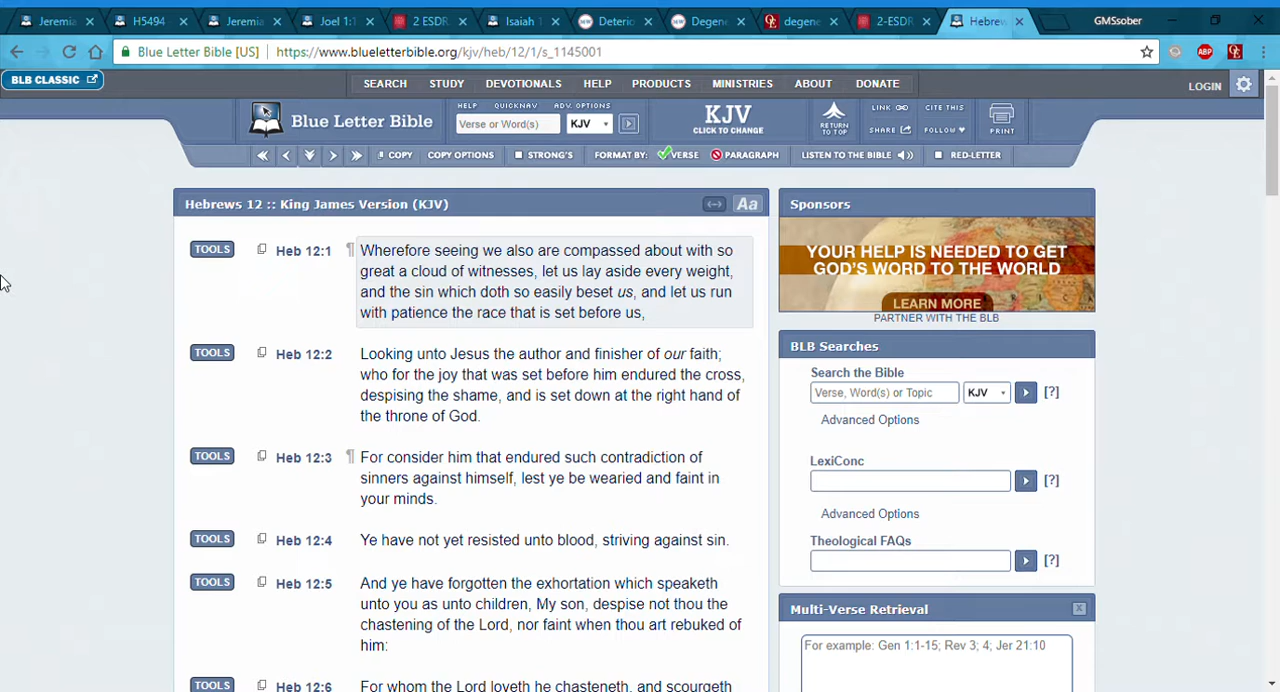 Jeremia
H5494
Jeremia
Joel 1:1
2 ESDR
Isaiah 1
Deterio
Degene
degene
2-ESDR
Hebrew
GMSsober
Blue Letter Bible [US]
https://www.blueletterbible.org/kjv/heb/12/1/s_1145001
ABP
BLB CLASSIC
SEARCH STUDY DEVOTIONALS HELP PRODUCTS MINISTRIES ABOUT DONATE
LOGIN
Blue Letter Bible
HELP QUICKNAV ADV. OPTIONS
Verse or Word(s) KJV
KJV
CLICK TO CHANGE
RETURN
TO TOP
LINK
CITE THIS
SHARE
FOLLOW
PRINT
COPY COPY OPTIONS STRONG'S FORMAT BY: VERSE PARAGRAPH LISTEN TO THE BIBLE RED-LETTER
Hebrews 12 :: King James Version (KJV)
Aa
TOOLS Heb 12:1 ¶ Wherefore seeing we also are compassed about with so
great a cloud of witnesses, let us lay aside every weight,
and the sin which doth so easily beset us, and let us run
with patience the race that is set before us,
TOOLS Heb 12:2 Looking unto Jesus the author and finisher of our faith;
who for the joy that was set before him endured the cross,
despising the shame, and is set down at the right hand of
the throne of God.
TOOLS Heb 12:3 ¶ For consider him that endured such contradiction of
sinners against himself, lest ye be wearied and faint in
your minds.
TOOLS Heb 12:4 Ye have not yet resisted unto blood, striving against sin.
TOOLS Heb 12:5 And ye have forgotten the exhortation which speaketh
unto you as unto children, My son, despise not thou the
chastening of the Lord, nor faint when thou art rebuked of
him:
TOOLS Heb 12:6 For whom the Lord loveth he chasteneth, and scourgeth
Sponsors
YOUR HELP IS NEEDED TO GET
GOD'S WORD TO THE WORLD
LEARN MORE
PARTNER WITH THE BLB
BLB Searches
Search the Bible
Verse, Word(s) or Topic KJV [?]
Advanced Options
LexiConc
[?]
Advanced Options
Theological FAQs
[?]
Multi-Verse Retrieval x
For example: Gen 1:1-15; Rev 3; 4; Jer 21:10